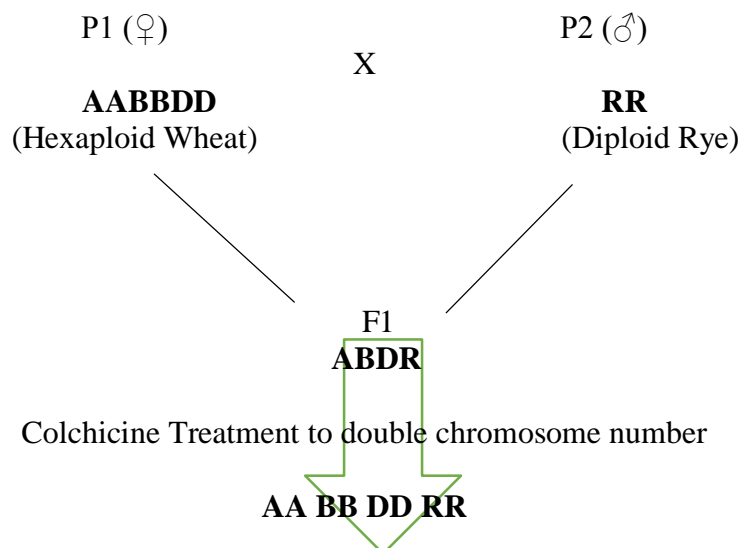 P1 (♀)
P2 (♂)
X
AABBDD
RR
(Hexaploid Wheat)
(Diploid Rye)
F1
ABDR
Colchicine Treatment to double chromosome number
AA BB DD RR